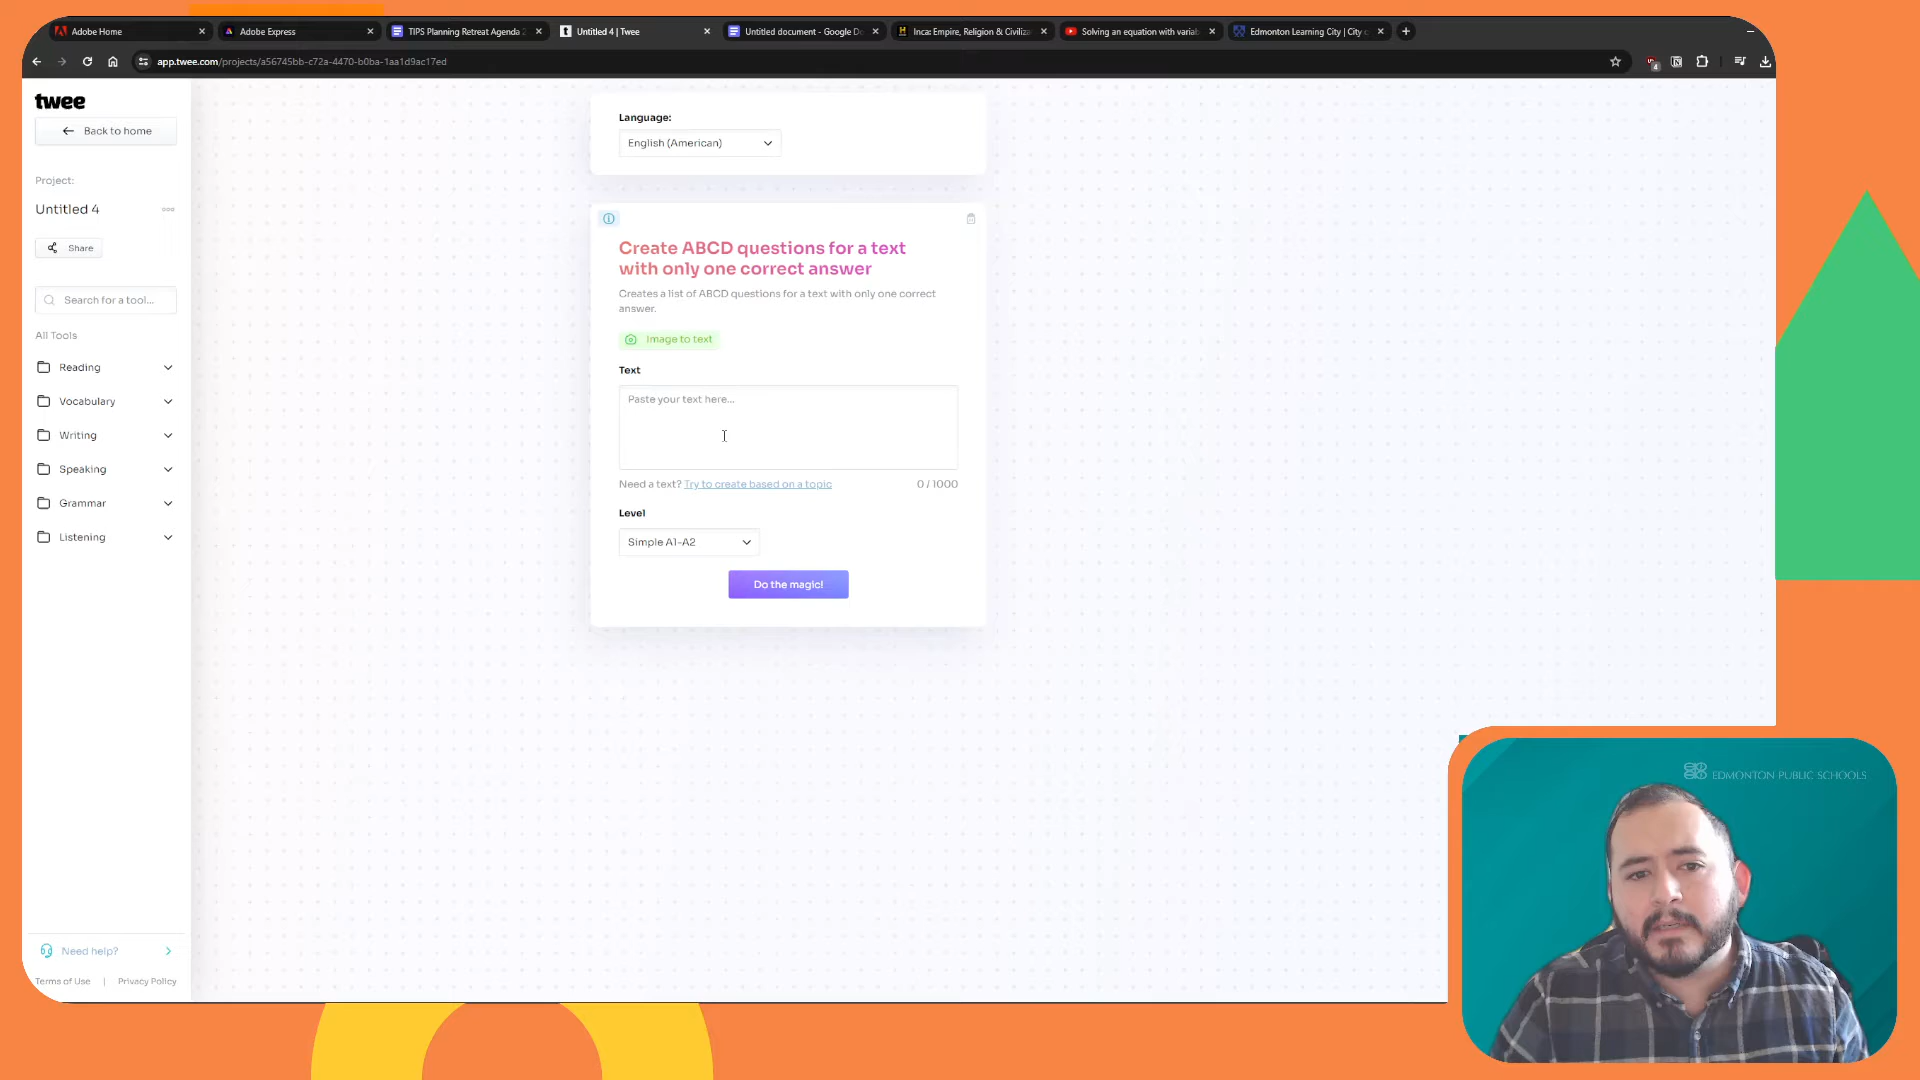 Adobe Home
Adobe Express
TIPS Planning Retreat Agenda
Untitled 4 | Twee
Untitled document - Google Do
Inca: Empire, Religion & Civiliza
Solving an equation with variab
Edmonton Learning City | City
app.twee.com/projects/a56745bb-c72a-4470-b0ba-1aa1d9ac17ed
4
twee
Back to home
Project:
Untitled 4
Share
Search for a tool...
All Tools
Reading
Vocabulary
Writing
Speaking
Grammar
Listening
Need help?
Terms of Use | Privacy Policy
Language:
English (American)
Create ABCD questions for a text
with only one correct answer
Creates a list of ABCD questions for a text with only one correct
answer.
Image to text
Text
Paste your text here...
Need a text? Try to create based on a topic 0 / 1000
Level
Simple A1-A2
Do the magic!
EDMONTON PUBLIC SCHOOLS